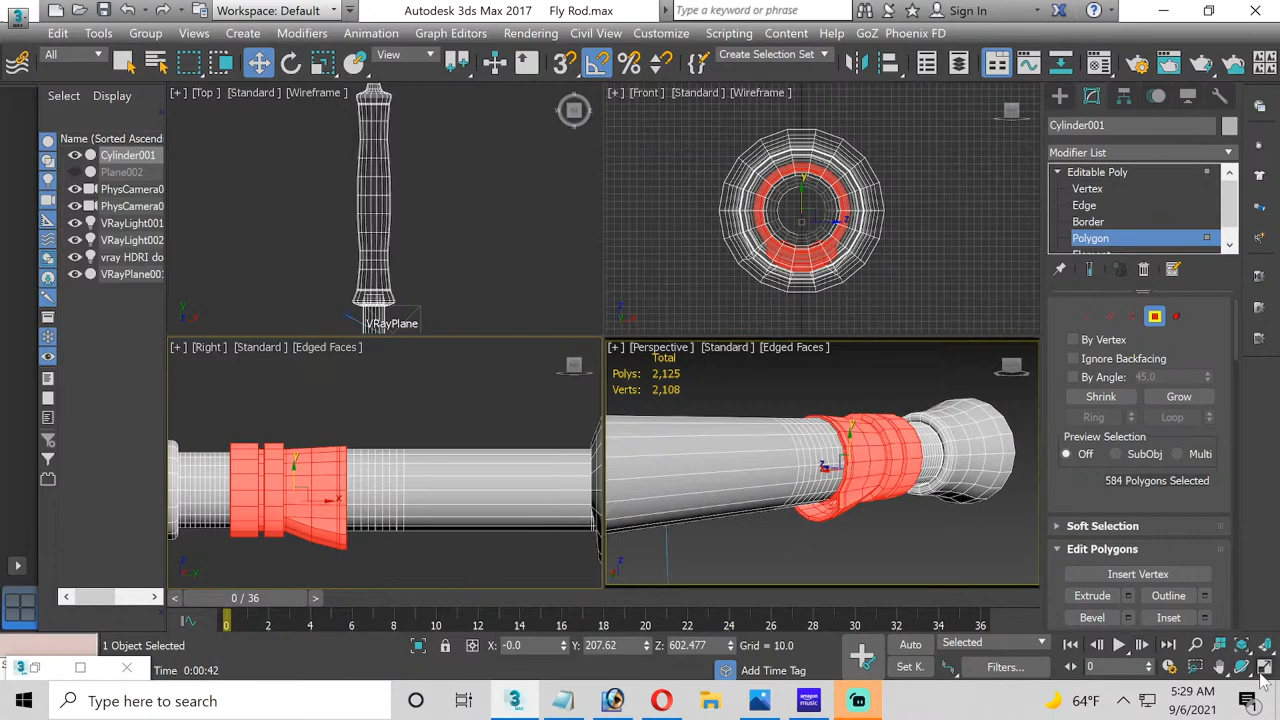 Workspace: Default
Autodesk 3ds Max 2017 Fly Rod.max
Type a keyword or phrase
Sign In
Edit Tools Group Views Create Modifiers Animation Graph Editors Rendering Civil View Customize Scripting Content Help GoZ Phoenix FD
All
View
Create Selection Set
Select Display
Name (Sorted Ascend
Cylinder001
Plane002
PhysCamera0
PhysCamera0
VRayLight001
VRayLight002
vray HDRI do
VRayPlane001
[+] [Top] [Standard] [Wireframe]
VRayPlane
[+] [Front] [Standard] [Wireframe]
[+] [Right] [Standard] [Edged Faces]
[+] [Perspective] [Standard] [Edged Faces]
Total
Polys: 2,125
Verts: 2,108
Cylinder001
Modifier List
Editable Poly
Vertex
Edge
Border
Polygon
By Vertex
Ignore Backfacing
By Angle: 45.0
Shrink Grow
Ring Loop
Preview Selection
Off SubObj Multi
584 Polygons Selected
Soft Selection
Edit Polygons
Insert Vertex
Extrude Outline
Bevel Inset
0 / 36
0 2 4 6 8 10 12 14 16 18 20 22 24 26 28 30 32 34 36
1 Object Selected
X: -0.0 Y: 207.62 Z: 602.477 Grid = 10.0
Auto Selected
Time: 0:00:42
Add Time Tag
Set K. Filters...
0
Type here to search
amazon music
64°F
5:29 AM
9/6/2021